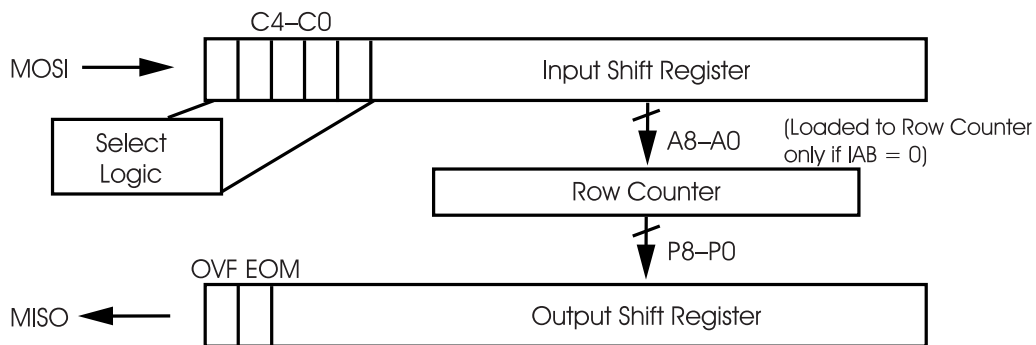 C4–C0
MOSI
Input Shift Register
Select
Logic
A8–A0
(Loaded to Row Counter
only if IAB = 0)
Row Counter
P8–P0
OVF EOM
MISO
Output Shift Register